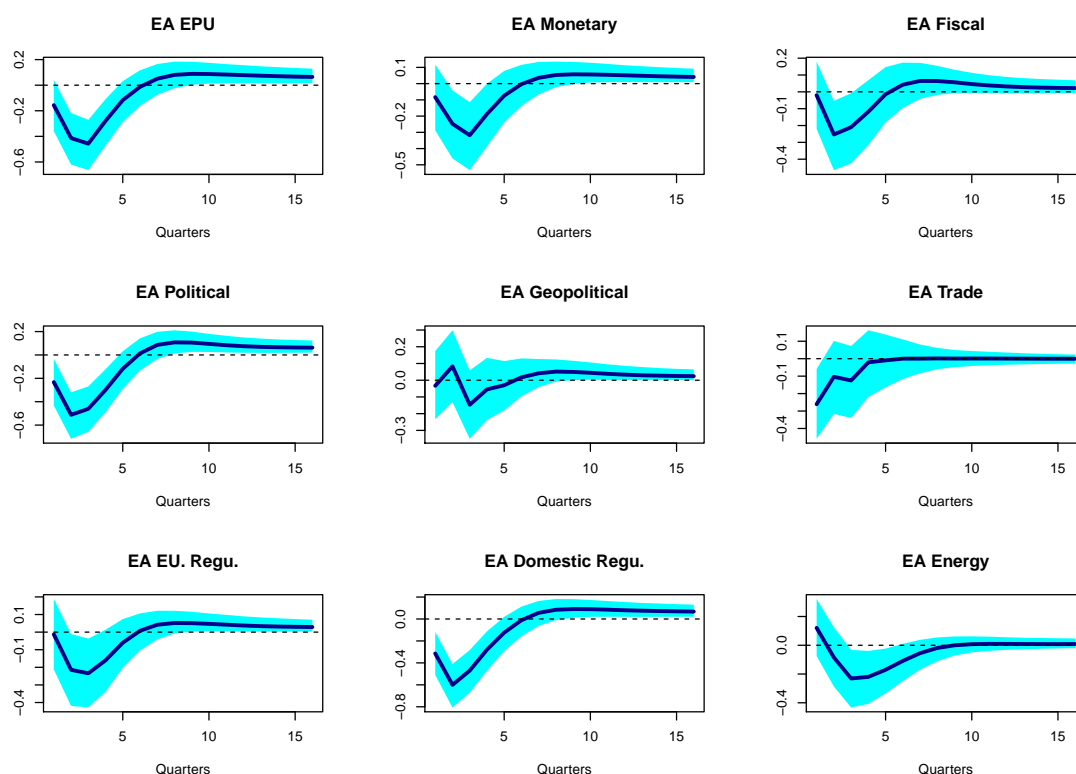 EA EPU
0.2
-0.2
-0.6
5
10
15
Quarters
EA Monetary
0.1
-0.2
-0.5
5
10
15
Quarters
EA Fiscal
0.2
-0.1
-0.4
5
10
15
Quarters
EA Political
0.2
-0.2
-0.6
5
10
15
Quarters
EA Geopolitical
0.2
0.0
-0.3
5
10
15
Quarters
EA Trade
0.1
-0.1
-0.4
5
10
15
Quarters
EA EU. Regu.
0.1
-0.1
-0.4
5
10
15
Quarters
EA Domestic Regu.
0.0
-0.4
-0.8
5
10
15
Quarters
EA Energy
0.0
-0.4
5
10
15
Quarters